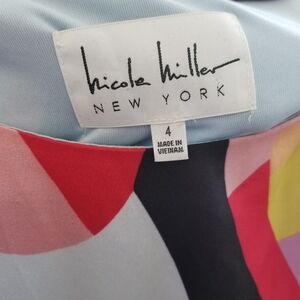 nicole miller
NEW YORK
4
MADE IN
VIETNAM